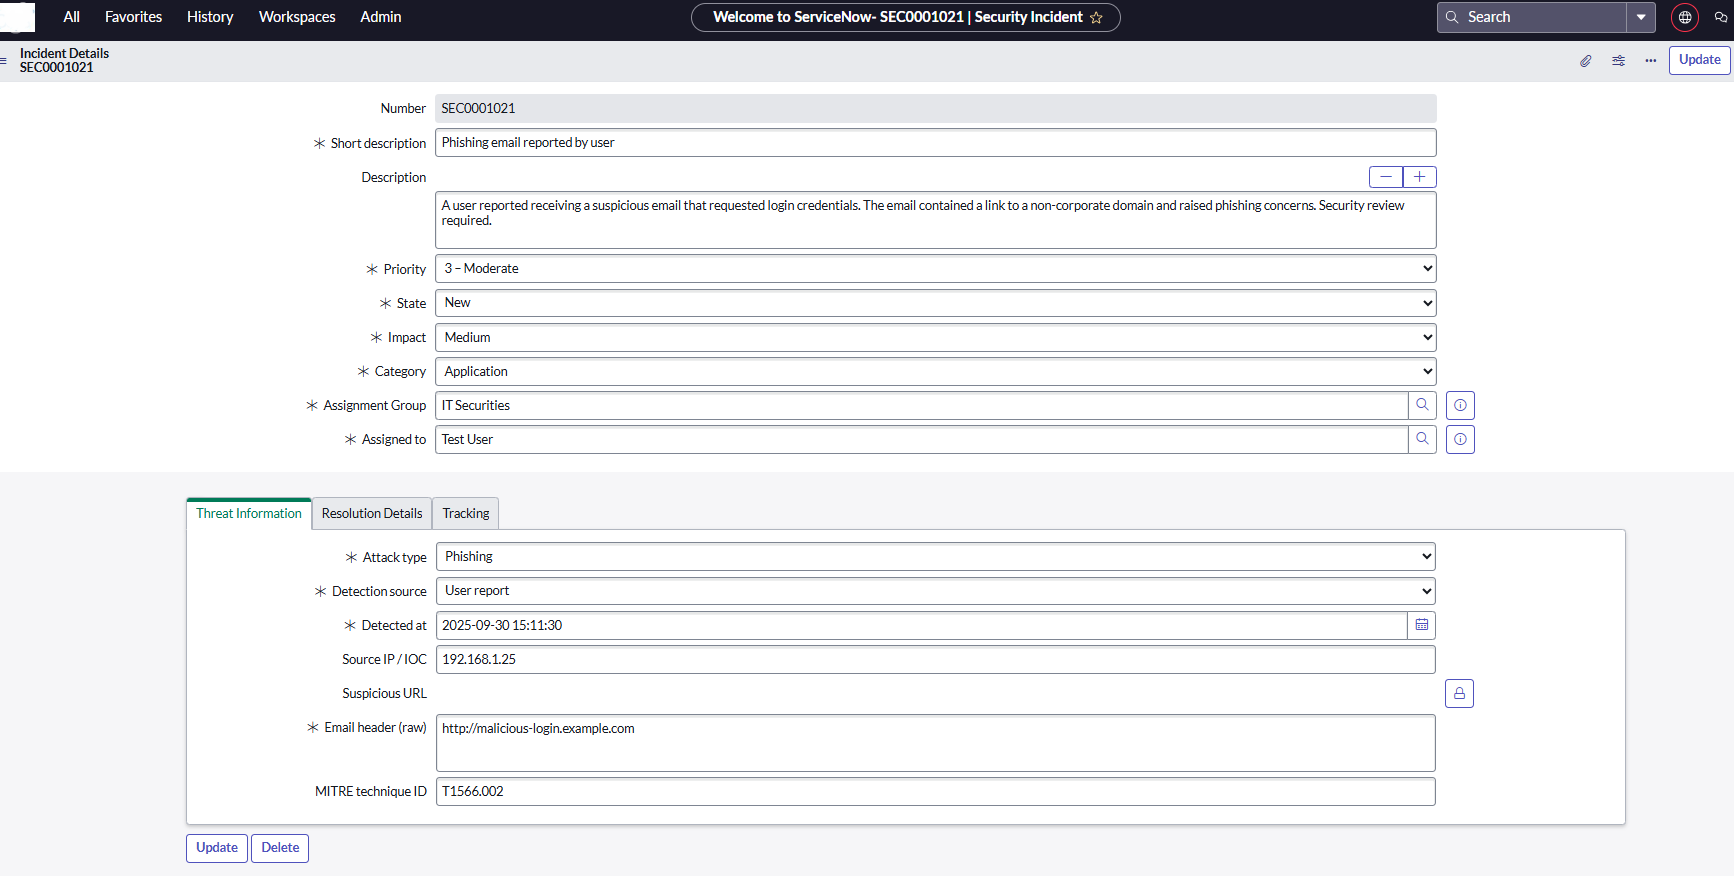 All Favorites History Workspaces Admin
Welcome to ServiceNow- SEC0001021 | Security Incident
Search
Incident Details
SEC0001021
Update
Number SEC0001021
Short description Phishing email reported by user
Description
A user reported receiving a suspicious email that requested login credentials. The email contained a link to a non-corporate domain and raised phishing concerns. Security review
required.
Priority 3 – Moderate
State New
Impact Medium
Category Application
Assignment Group IT Securities
Assigned to Test User
Threat Information Resolution Details Tracking
Attack type Phishing
Detection source User report
Detected at 2025-09-30 15:11:30
Source IP / IOC 192.168.1.25
Suspicious URL
Email header (raw) http://malicious-login.example.com
MITRE technique ID T1566.002
Update Delete